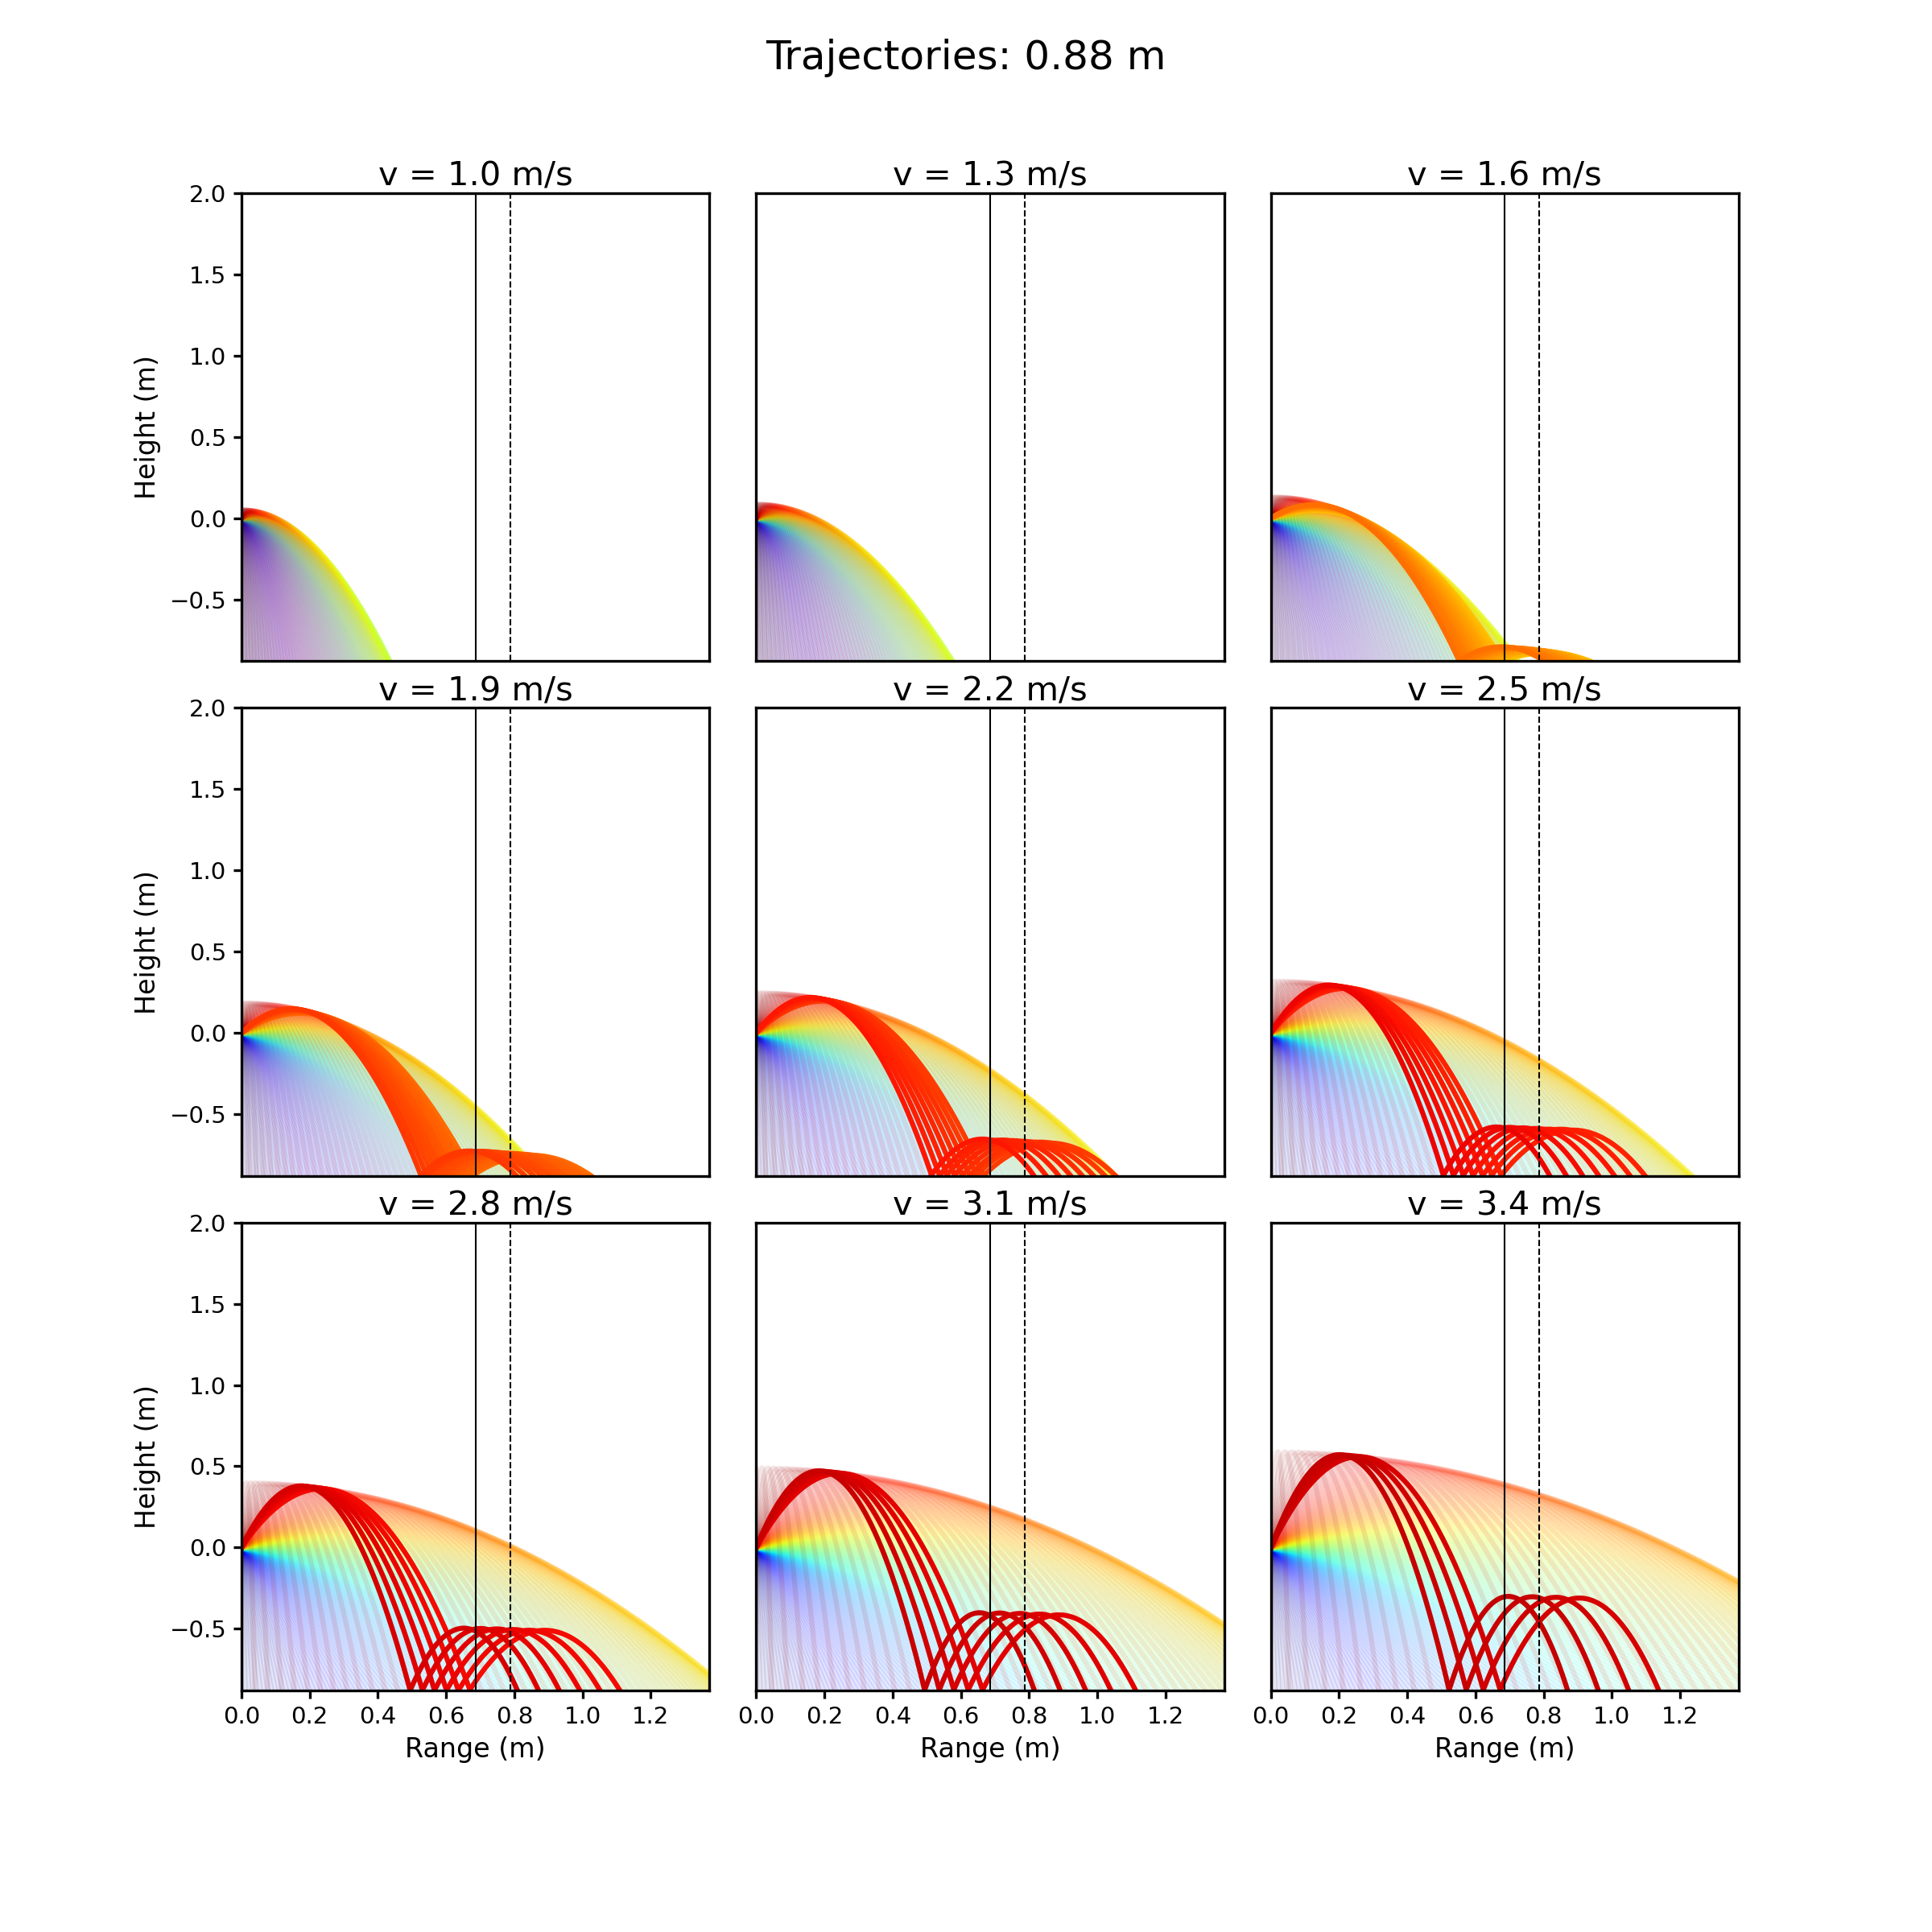 Trajectories: 0.88 m
v = 1.0 m/s
v = 1.3 m/s
v = 1.6 m/s
2.0
1.5
1.0
0.5
0.0
−0.5
Height (m)
v = 1.9 m/s
v = 2.2 m/s
v = 2.5 m/s
2.0
1.5
1.0
0.5
0.0
−0.5
Height (m)
v = 2.8 m/s
v = 3.1 m/s
v = 3.4 m/s
2.0
1.5
1.0
0.5
0.0
−0.5
Height (m)
0.0 0.2 0.4 0.6 0.8 1.0 1.2
0.0 0.2 0.4 0.6 0.8 1.0 1.2
0.0 0.2 0.4 0.6 0.8 1.0 1.2
Range (m)
Range (m)
Range (m)